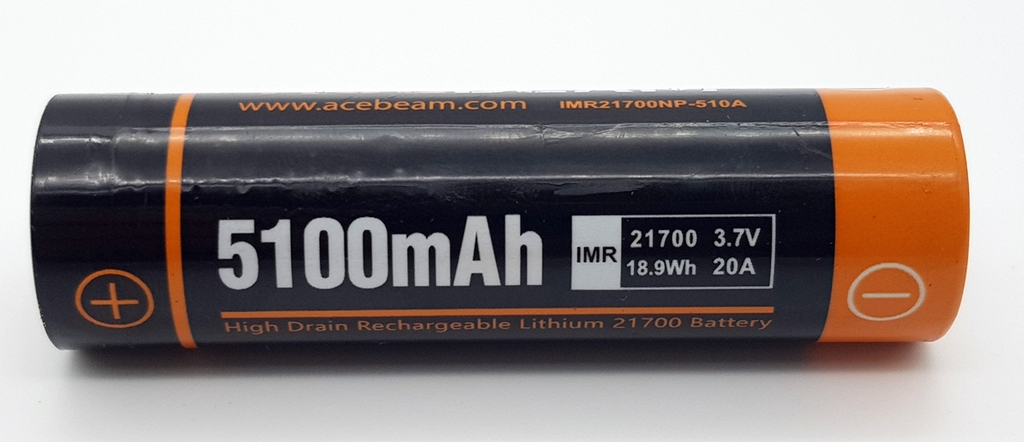 www.acebeam.com IMR21700NP-510A
5100mAh
IMR
21700 3.7V
18.9Wh 20A
High Drain Rechargeable Lithium 21700 Battery